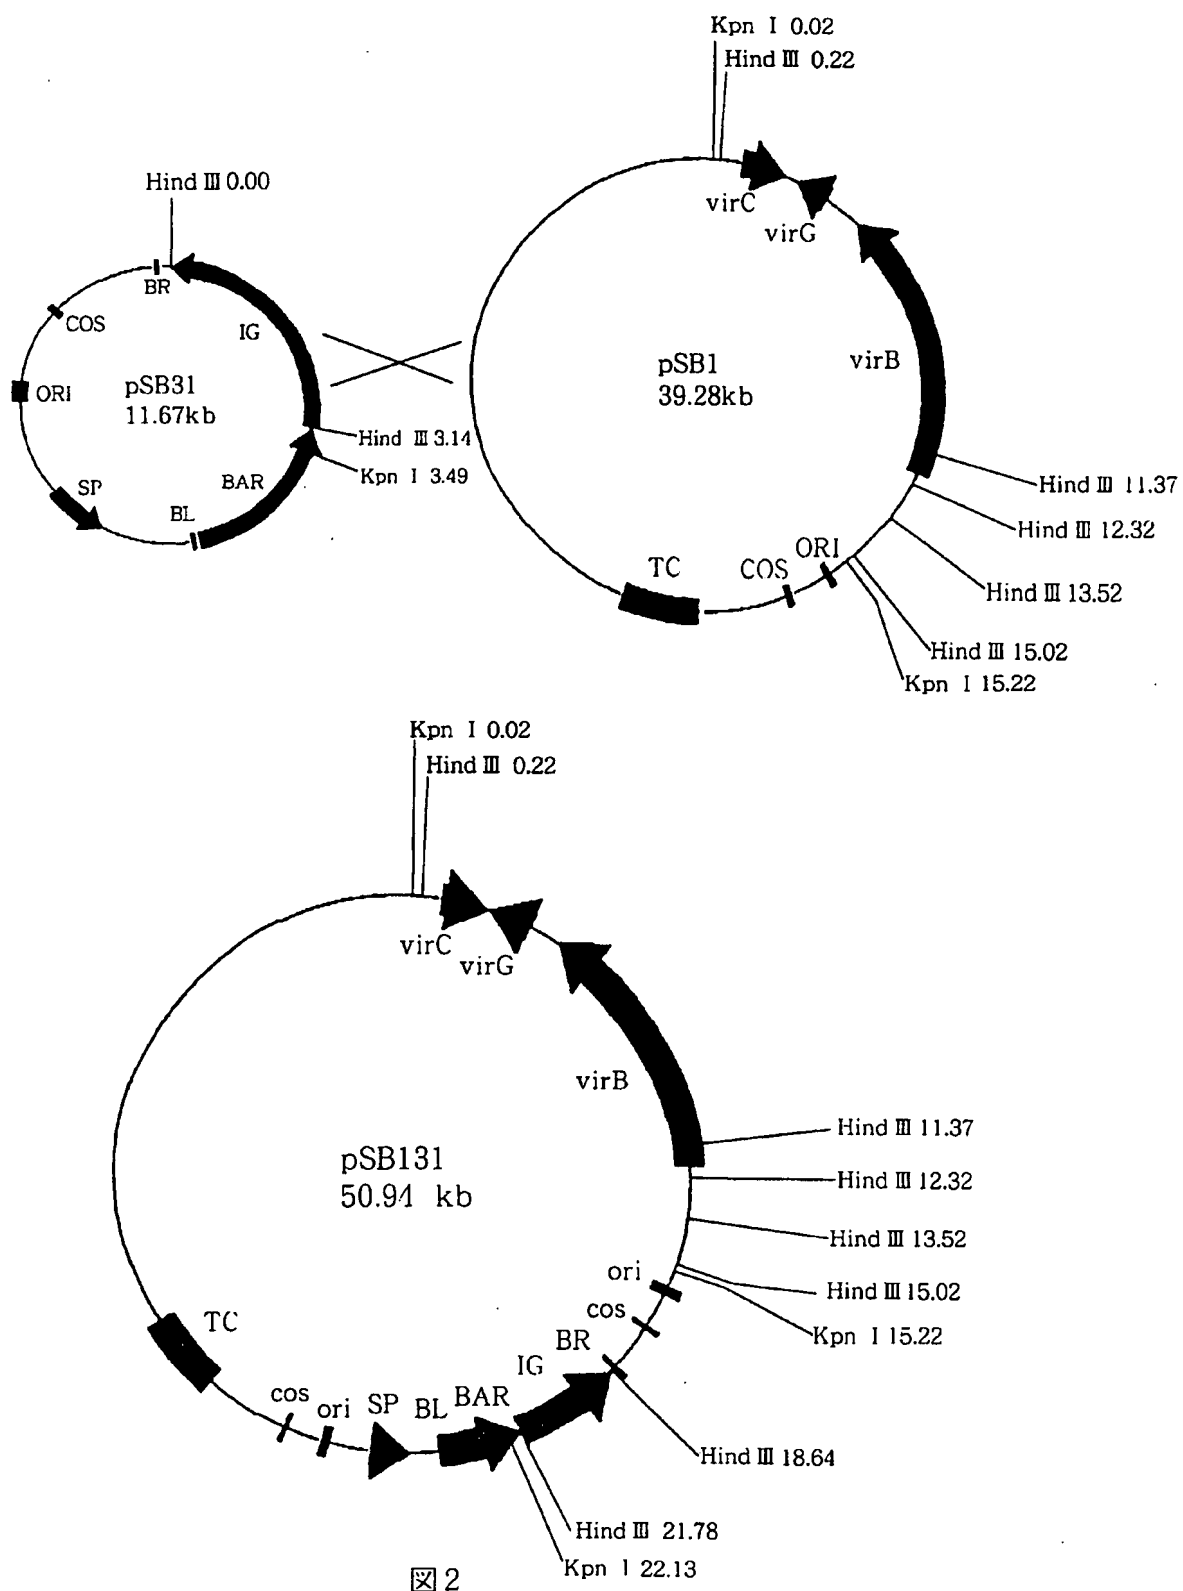 Kpn I 0.02
Hind III 0.22
Hind III 0.00
virC
virG
BR
COS
IG
ORI
pSB31
11.67kb
pSB1
39.28kb
virB
Hind III 3.14
Kpn I 3.49
SP
BAR
BL
Hind III 11.37
Hind III 12.32
ORI
COS
TC
Hind III 13.52
Hind III 15.02
Kpn I 15.22
Kpn I 0.02
Hind III 0.22
virC
virG
virB
Hind III 11.37
pSB131
50.94 kb
Hind III 12.32
Hind III 13.52
ori
Hind III 15.02
cos
Kpn I 15.22
TC
BR
IG
BAR
BL
SP
ori
cos
Hind III 18.64
Hind III 21.78
Kpn I 22.13
図2